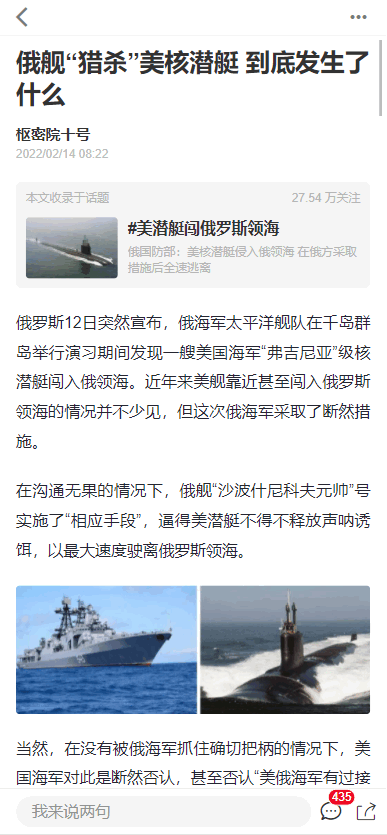 俄舰“猎杀”美核潜艇 到底发生了
什么
枢密院十号
2022/02/14 08:22
本文收录于话题
27.54 万关注
#美潜艇闯俄罗斯领海
俄国防部：美核潜艇侵入俄领海 在俄方采取
措施后全速逃离
俄罗斯12日突然宣布，俄海军太平洋舰队在千岛群
岛举行演习期间发现一艘美国海军“弗吉尼亚”级核
潜艇闯入俄领海。近年来美舰靠近甚至闯入俄罗斯
领海的情况并不少见，但这次俄海军采取了断然措
施。
在沟通无果的情况下，俄舰“沙波什尼科夫元帅”号
实施了“相应手段”，逼得美潜艇不得不释放声呐诱
饵，以最大速度驶离俄罗斯领海。
当然，在没有被俄海军抓住确切把柄的情况下，美
国海军对此是断然否认，甚至否认“美俄海军有过接
我来说两句
435